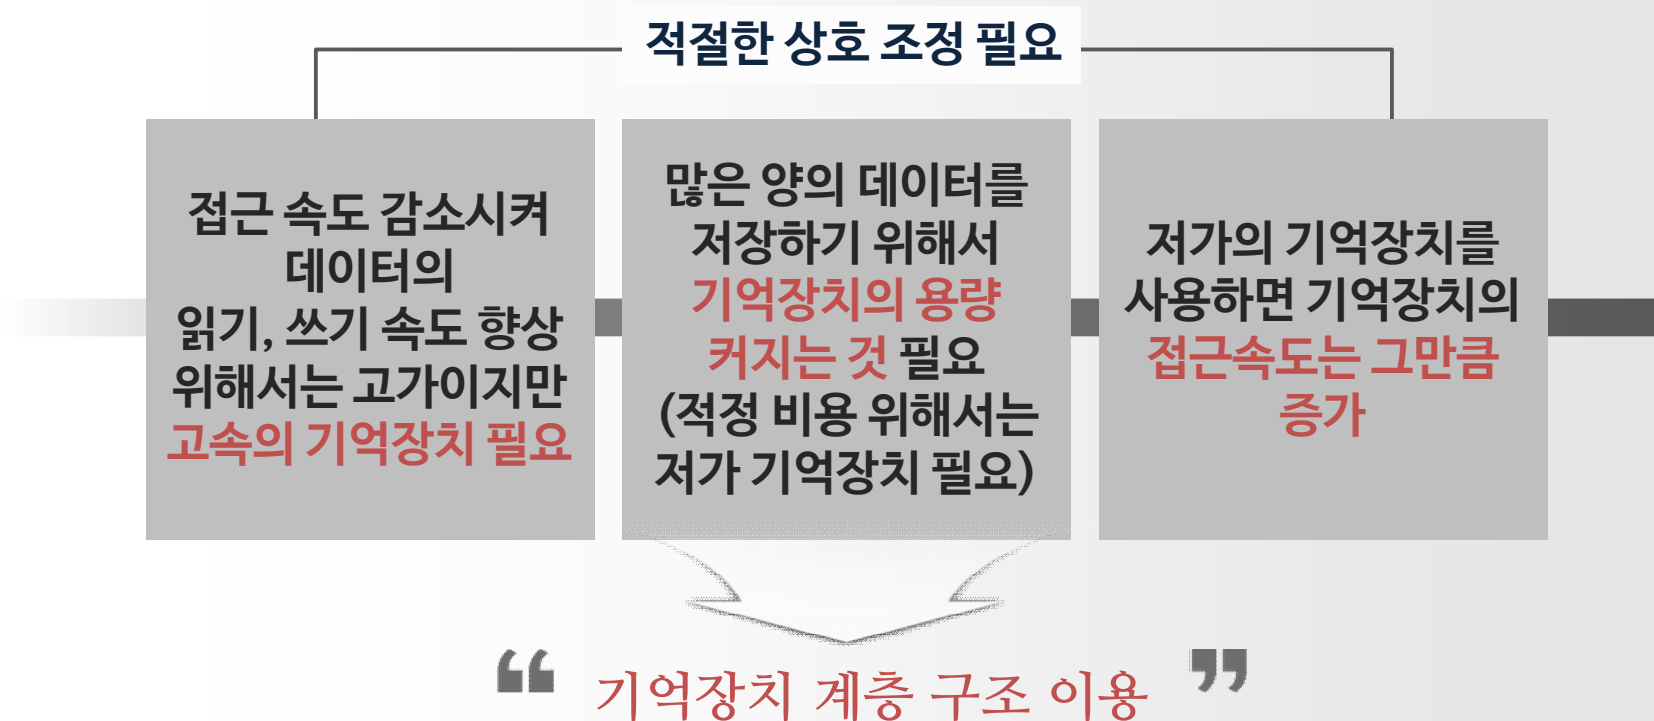 적절한 상호 조정 필요
접근 속도 감소시켜
데이터의
읽기, 쓰기 속도 향상
위해서는 고가이지만
고속의 기억장치 필요
많은 양의 데이터를
저장하기 위해서
기억장치의 용량
커지는 것 필요
(적정 비용 위해서는
저가 기억장치 필요)
저가의 기억장치를
사용하면 기억장치의
접근속도는 그만큼
증가
“ 기억장치 계층 구조 이용 ”